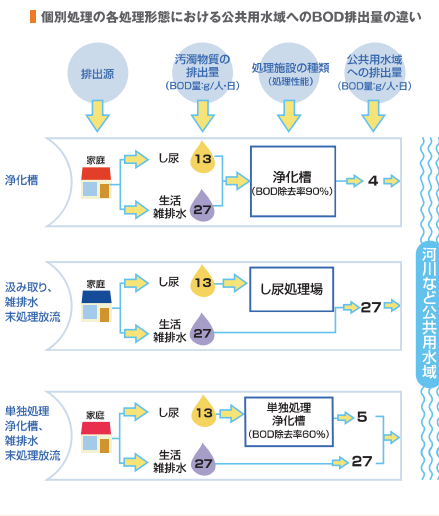 個別処理の各処理形態における公共用水域へのBOD排出量の違い
排出源
汚濁物質の
排出量
(BOD量:g/人・日)
処理施設の種類
(処理性能)
公共用水域
への排出量
(BOD量:g/人・日)
浄化槽
家庭
し尿
13
生活
雑排水
27
浄化槽
(BOD除去率90%)
4
汲み取り、
雑排水
末処理放流
家庭
し尿
13
生活
雑排水
27
し尿処理場
27
単独処理
浄化槽、
雑排水
末処理放流
家庭
し尿
13
生活
雑排水
27
単独処理
浄化槽
(BOD除去率60%)
5
27
河川など公共用水域